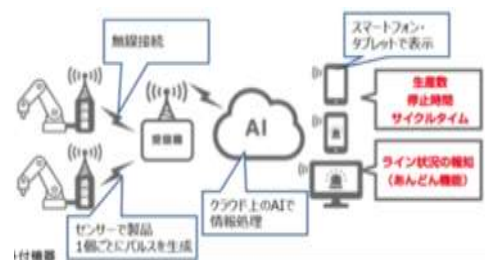 無線接続
スマートフォン・
タブレットで表示
受信機
AI
生産数
停止時間
サイクルタイム
ライン状況の報知
(あんどん機能)
クラウド上のAIで
情報処理
センサーで製品
1個ごとにパルスを生成
付機器